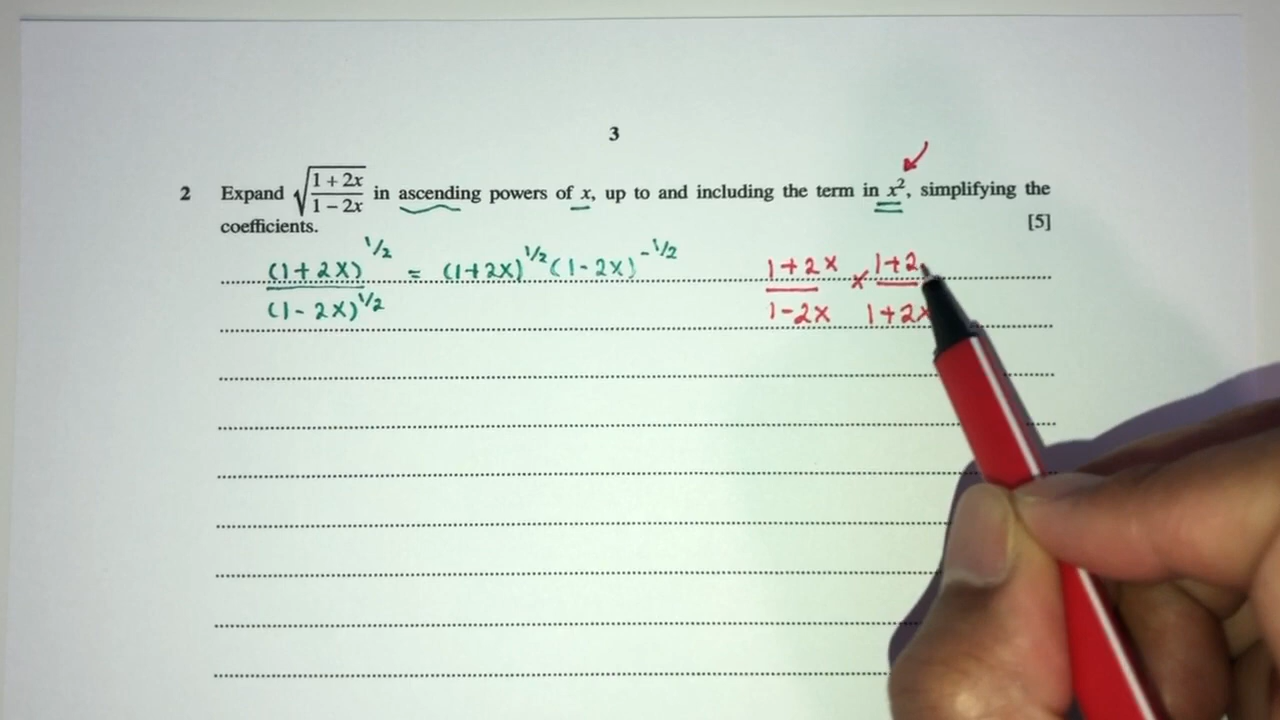 3
2 Expand √((1 + 2x)/(1 − 2x)) in ascending powers of x, up to and including the term in x², simplifying the
coefficients. [5]
(1+2x)^1/2 / (1-2x)^1/2 = (1+2x)^1/2 (1-2x)^-1/2
(1+2x)/(1-2x) × (1+2)/(1+2x)